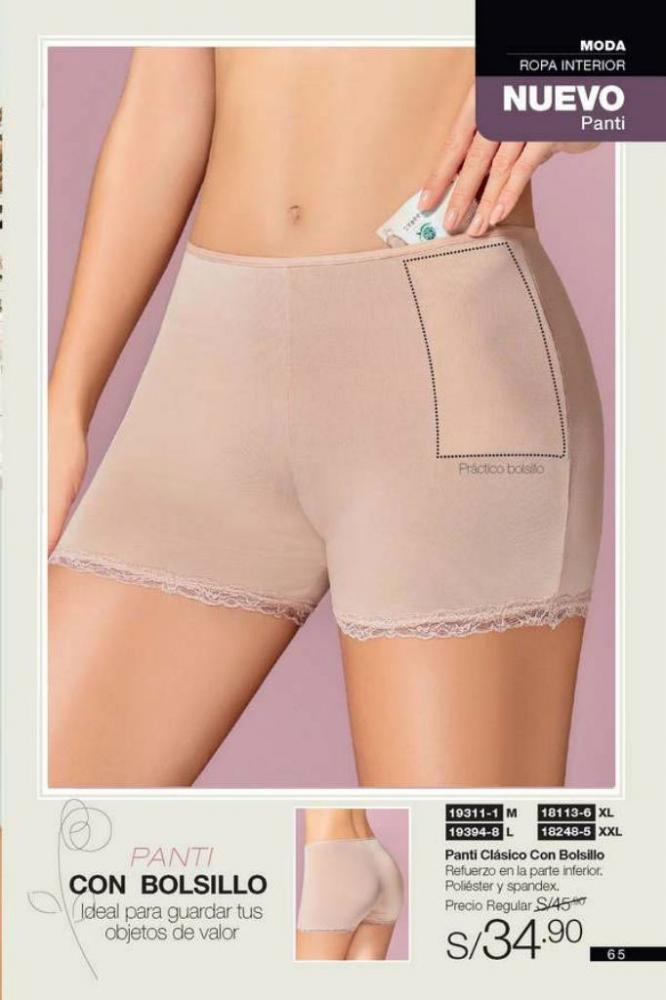 MODA
ROPA INTERIOR
NUEVO
Panti
Práctico bolsillo
PANTI
CON BOLSILLO
Ideal para guardar tus
objetos de valor
19311-1 M 18113-6 XL
19394-8 L 18248-5 XXL
Panti Clásico Con Bolsillo
Refuerzo en la parte inferior.
Poliéster y spandex.
Precio Regular S/45.90
S/34.90
65